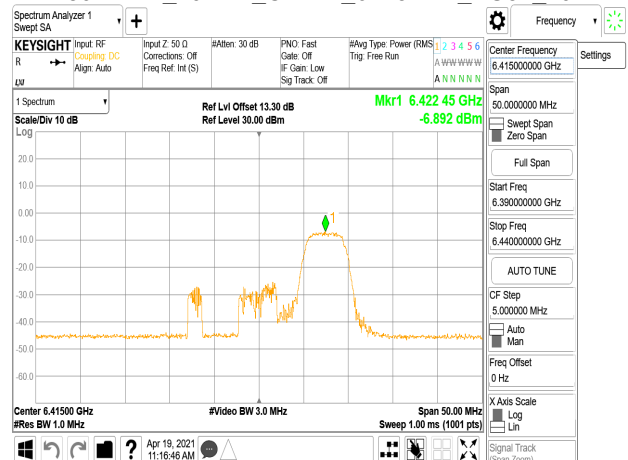 Spectrum Analyzer 1
Swept SA
Frequency
KEYSIGHT
Input: RF
Coupling: DC
Align: Auto
R
LXI
Input Z: 50 Ω
Corrections: Off
Freq Ref: Int (S)
#Atten: 30 dB
PNO: Fast
Gate: Off
IF Gain: Low
Sig Track: Off
#Avg Type: Power (RMS
Trig: Free Run
1 2 3 4 5 6
A W W W W W
A N N N N N
1 Spectrum
Scale/Div 10 dB
Log
Ref Lvl Offset 13.30 dB
Ref Level 30.00 dBm
Mkr1 6.422 45 GHz
-6.892 dBm
20.0
10.0
0.00
-10.0
-20.0
-30.0
-40.0
-50.0
-60.0
1
Center 6.41500 GHz
#Res BW 1.0 MHz
#Video BW 3.0 MHz
Span 50.00 MHz
Sweep 1.00 ms (1001 pts)
Apr 19, 2021
11:16:46 AM
Settings
Center Frequency
6.415000000 GHz
Span
50.0000000 MHz
Swept Span
Zero Span
Full Span
Start Freq
6.390000000 GHz
Stop Freq
6.440000000 GHz
AUTO TUNE
CF Step
5.000000 MHz
Auto
Man
Freq Offset
0 Hz
X Axis Scale
Log
Lin
Signal Track
(Span Zoom)